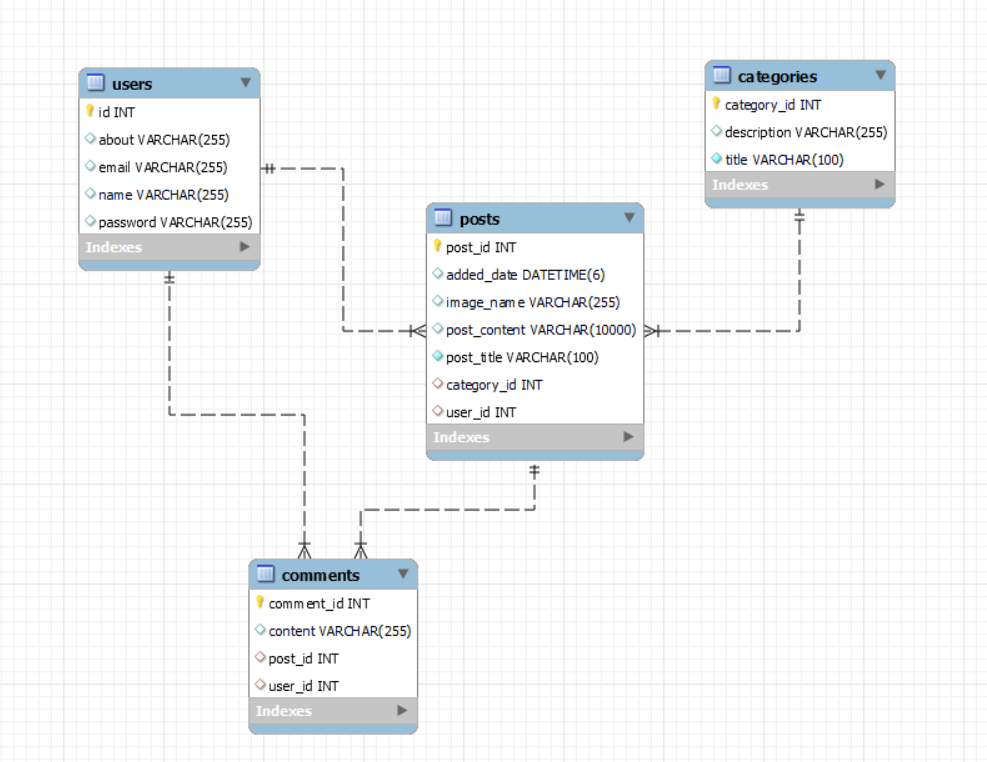 users
id INT
about VARCHAR(255)
email VARCHAR(255)
name VARCHAR(255)
password VARCHAR(255)
Indexes
categories
category_id INT
description VARCHAR(255)
title VARCHAR(100)
Indexes
posts
post_id INT
added_date DATETIME(6)
image_name VARCHAR(255)
post_content VARCHAR(10000)
post_title VARCHAR(100)
category_id INT
user_id INT
Indexes
comments
comment_id INT
content VARCHAR(255)
post_id INT
user_id INT
Indexes